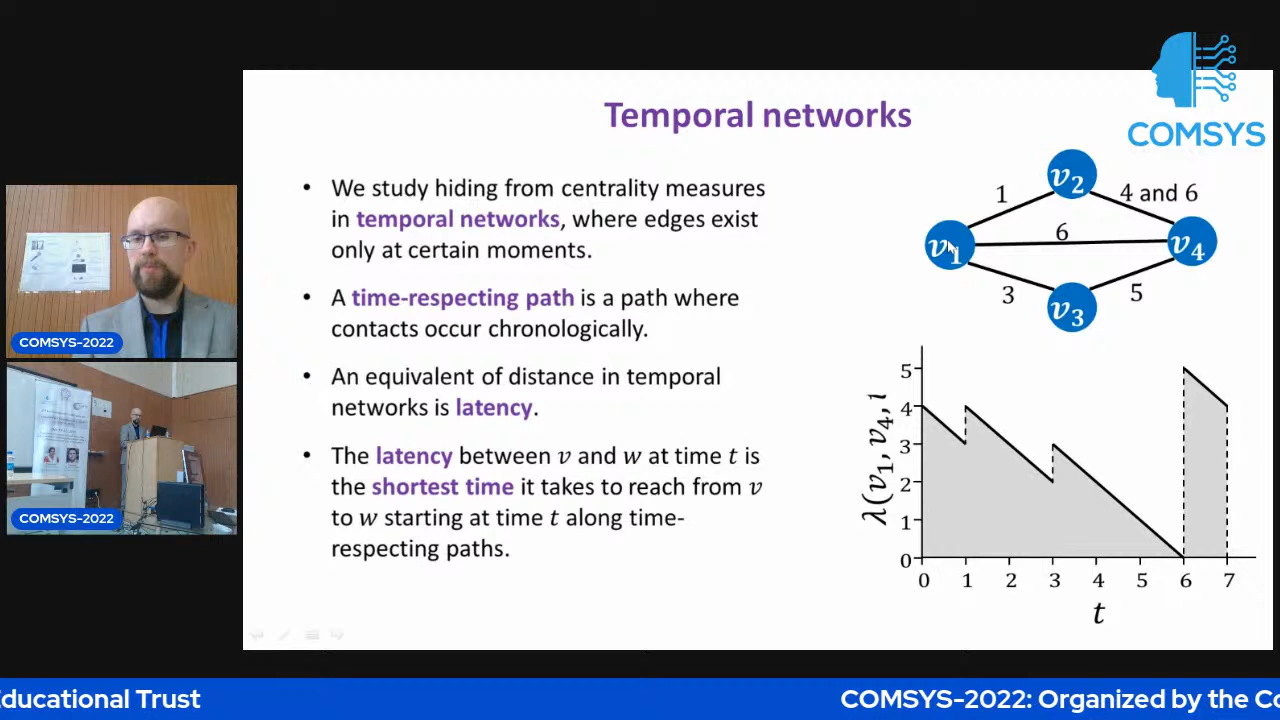 COMSYS
Temporal networks
• We study hiding from centrality measures
in temporal networks, where edges exist
only at certain moments.
• A time-respecting path is a path where
contacts occur chronologically.
• An equivalent of distance in temporal
networks is latency.
• The latency between v and w at time t is
the shortest time it takes to reach from v
to w starting at time t along time-
respecting paths.
v₂
1
4 and 6
v₁
6
v₄
3
5
v₃
λ(v₁, v₄, t
5
4
3
2
1
0
0 1 2 3 4 5 6 7
t
COMSYS-2022
COMSYS-2022
Educational Trust
COMSYS-2022: Organized by the Co